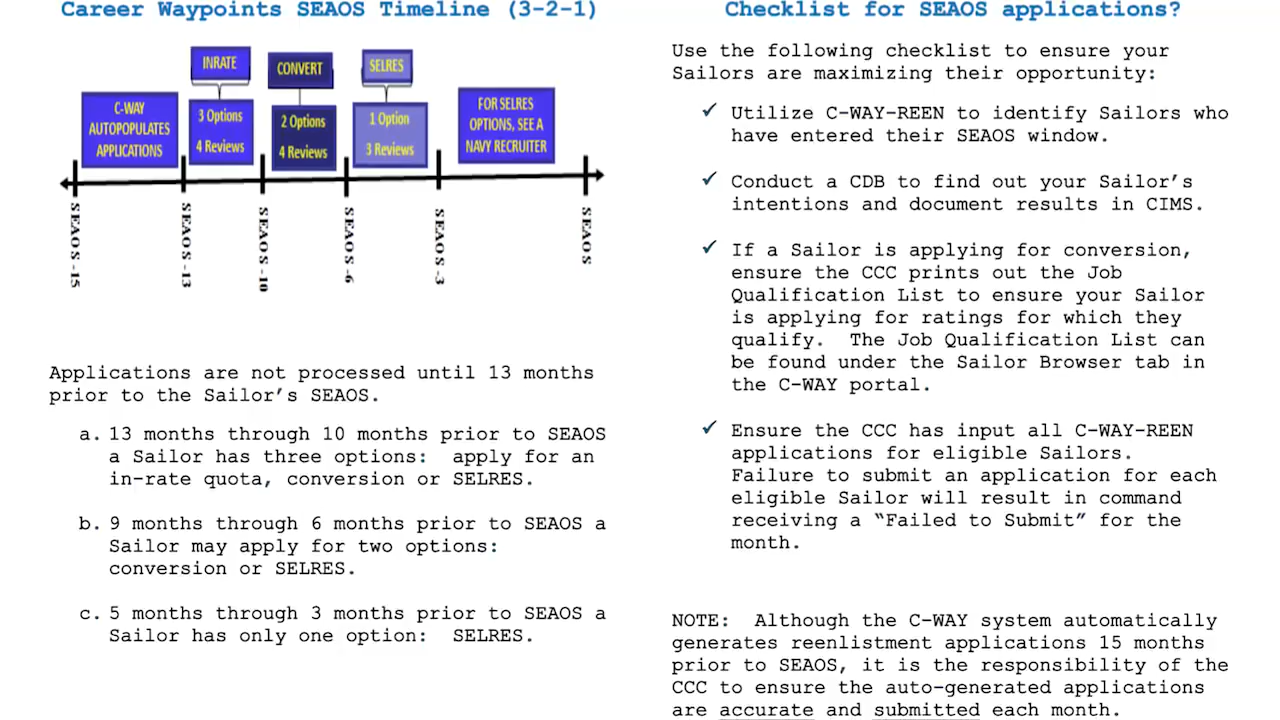 Career Waypoints SEAOS Timeline (3-2-1)
INRATE
CONVERT
SELRES
C-WAY
AUTOPOPULATES
APPLICATIONS
3 Options
4 Reviews
2 Options
4 Reviews
1 Option
3 Reviews
FOR SELRES
OPTIONS, SEE A
NAVY RECRUITER
SEAOS -15
SEAOS -13
SEAOS -10
SEAOS -6
SEAOS -3
SEAOS
Applications are not processed until 13 months
prior to the Sailor’s SEAOS.
a. 13 months through 10 months prior to SEAOS
a Sailor has three options: apply for an
in-rate quota, conversion or SELRES.
b. 9 months through 6 months prior to SEAOS a
Sailor may apply for two options:
conversion or SELRES.
c. 5 months through 3 months prior to SEAOS a
Sailor has only one option: SELRES.
Checklist for SEAOS applications?
Use the following checklist to ensure your
Sailors are maximizing their opportunity:
✓ Utilize C-WAY-REEN to identify Sailors who
have entered their SEAOS window.
✓ Conduct a CDB to find out your Sailor’s
intentions and document results in CIMS.
✓ If a Sailor is applying for conversion,
ensure the CCC prints out the Job
Qualification List to ensure your Sailor
is applying for ratings for which they
qualify. The Job Qualification List can
be found under the Sailor Browser tab in
the C-WAY portal.
✓ Ensure the CCC has input all C-WAY-REEN
applications for eligible Sailors.
Failure to submit an application for each
eligible Sailor will result in command
receiving a “Failed to Submit” for the
month.
NOTE: Although the C-WAY system automatically
generates reenlistment applications 15 months
prior to SEAOS, it is the responsibility of the
CCC to ensure the auto-generated applications
are accurate and submitted each month.